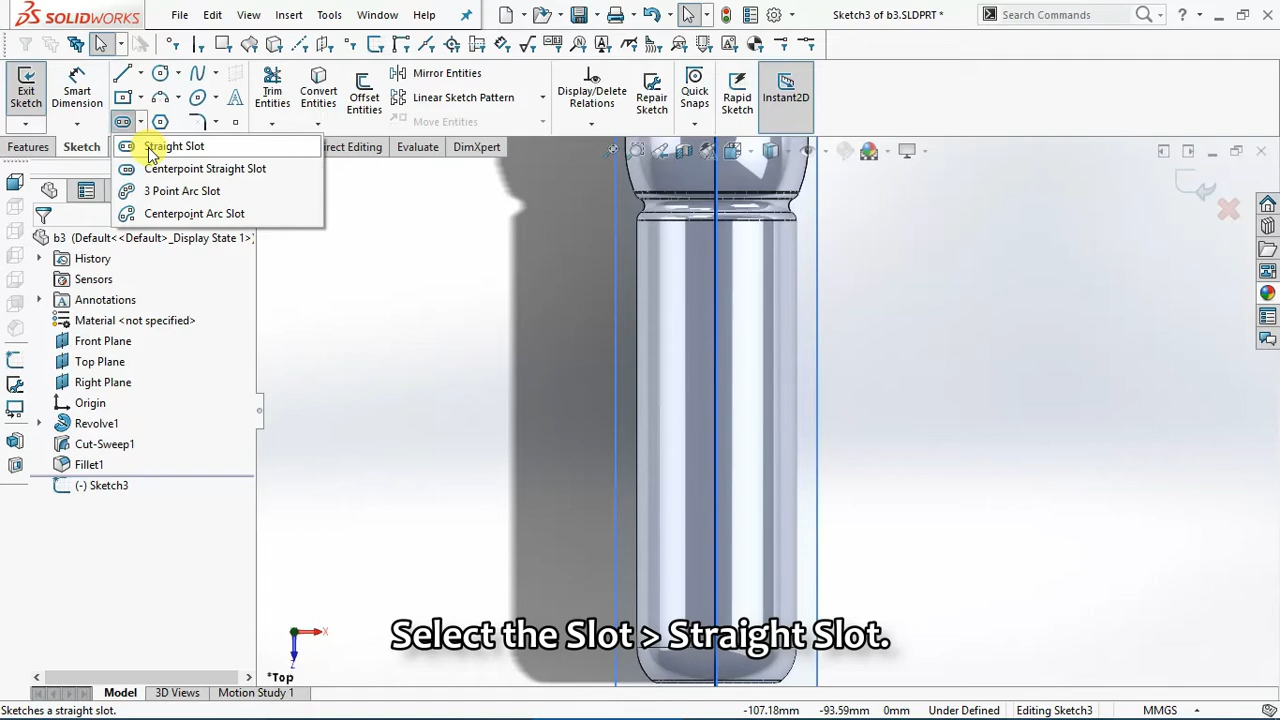 SOLIDWORKS File Edit View Insert Tools Window Help Sketch3 of b3.SLDPRT * Search Commands ?
Exit Sketch
Smart Dimension
Trim Entities
Convert Entities
Offset Entities
Mirror Entities
Linear Sketch Pattern
Move Entities
Display/Delete Relations
Repair Sketch
Quick Snaps
Rapid Sketch
Instant2D
Features Sketch irect Editing Evaluate DimXpert
Straight Slot
Centerpoint Straight Slot
3 Point Arc Slot
Centerpoint Arc Slot
b3 (Default<<Default>_Display State 1>)
History
Sensors
Annotations
Material <not specified>
Front Plane
Top Plane
Right Plane
Origin
Revolve1
Cut-Sweep1
Fillet1
(-) Sketch3
X
Z
*Top
Select the Slot > Straight Slot.
Model 3D Views Motion Study 1
Sketches a straight slot. -107.18mm -93.59mm 0mm Under Defined Editing Sketch3 MMGS